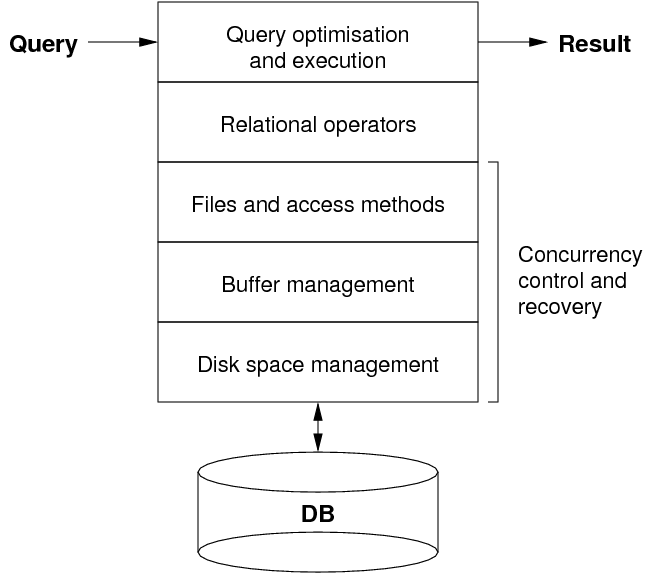 Query
Query optimisation
and execution
Result
Relational operators
Files and access methods
Buffer management
Disk space management
Concurrency
control and
recovery
DB